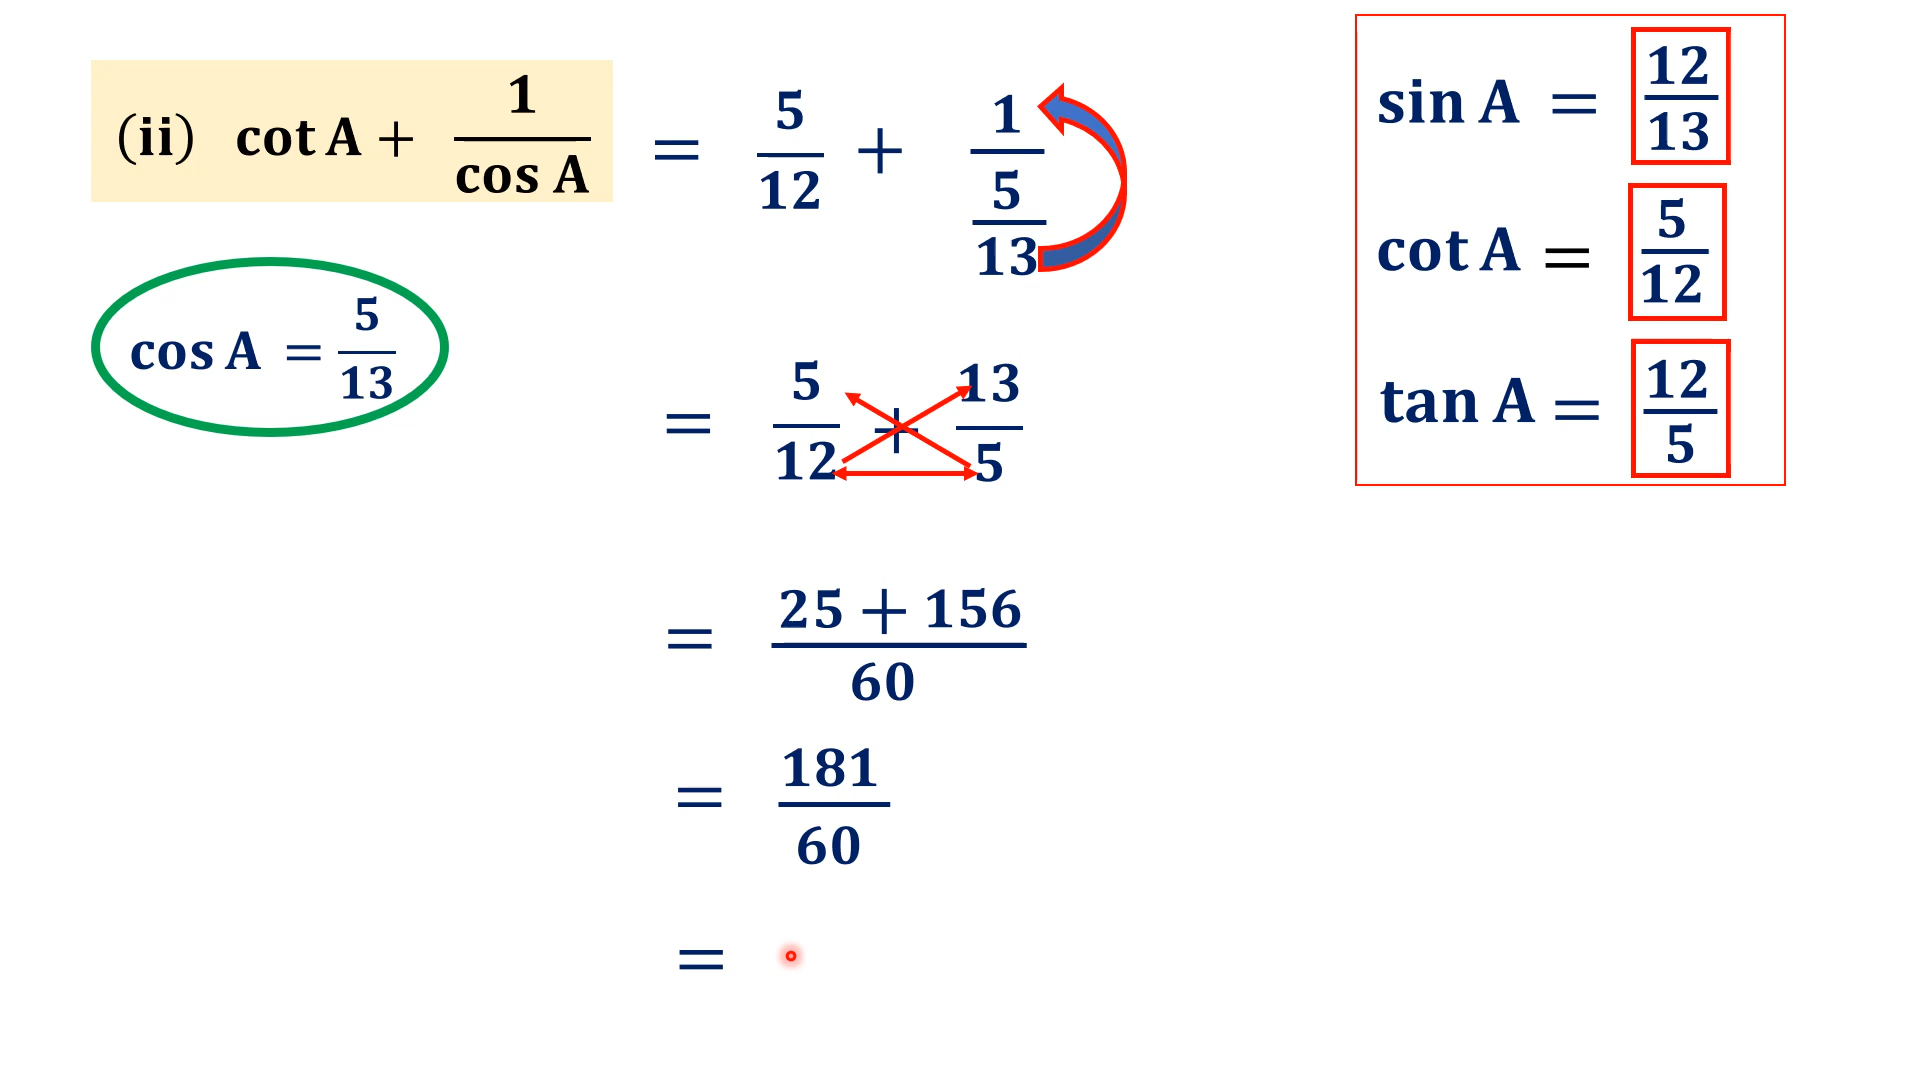 (ii) cot A + 1/cos A = 5/12 + 1/(5/13)
cos A = 5/13
= 5/12 + 13/5
= (25 + 156)/60
= 181/60
=
sin A = 12/13
cot A = 5/12
tan A = 12/5